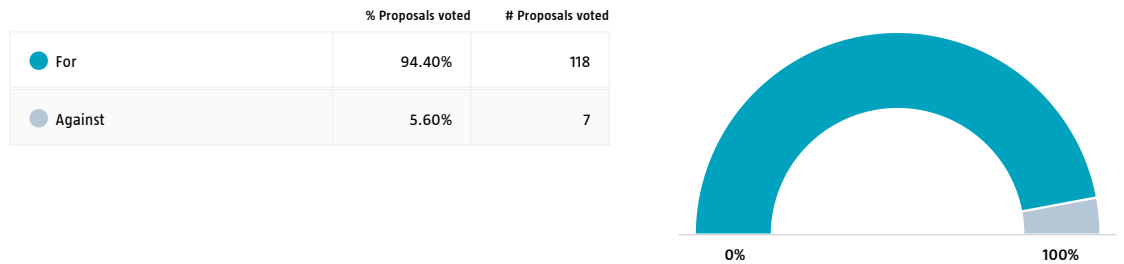 % Proposals voted # Proposals voted
For 94.40% 118
Against 5.60% 7
0% 100%